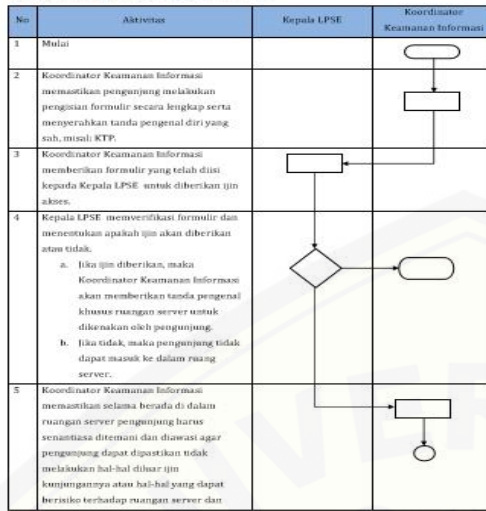 No Aktivitas Kepala LPSE Koordinator
Keamanan Informasi
1 Mulai
2 Koordinator Keamanan Informasi
memastikan pengunjung melakukan
pengisian formulir secara lengkap serta
menyerahkan tanda pengenal diri yang
sah, misal: KTP.
3 Koordinator Keamanan Informasi
memberikan formulir yang telah diisi
kepada Kepala LPSE untuk diberikan ijin
akses.
4 Kepala LPSE memverifikasi formulir dan
menentukan apakah ijin akan diberikan
atau tidak.
a. Jika ijin diberikan, maka
Koordinator Keamanan Informasi
akan memberikan tanda pengenal
khusus ruangan server untuk
dikenakan oleh pengunjung.
b. Jika tidak, maka pengunjung tidak
dapat masuk ke dalam ruang
server.
5 Koordinator Keamanan Informasi
memastikan selama berada di dalam
ruangan server pengunjung harus
senantiasa ditemani dan diawasi agar
pengunjung dapat dipastikan tidak
melakukan hal-hal diluar ijin
kunjungannya atau hal-hal yang dapat
berisiko terhadap ruangan server dan